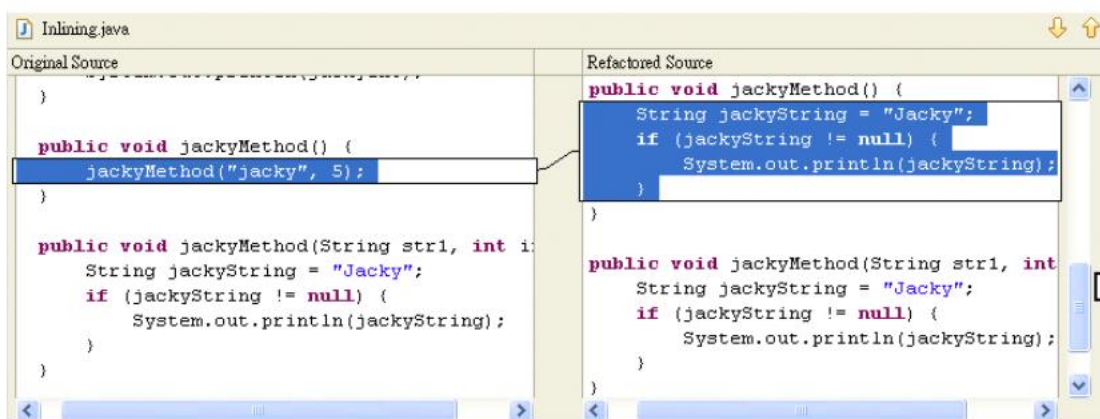 Inlining.java
Original Source
}
public void jackyMethod() {
jackyMethod("jacky", 5);
}
public void jackyMethod(String str1, int i
String jackyString = "Jacky";
if (jackyString != null) {
System.out.println(jackyString);
}
}
Refactored Source
public void jackyMethod() {
String jackyString = "Jacky";
if (jackyString != null) {
System.out.println(jackyString);
}
}
public void jackyMethod(String str1, int
String jackyString = "Jacky";
if (jackyString != null) {
System.out.println(jackyString);
}
}